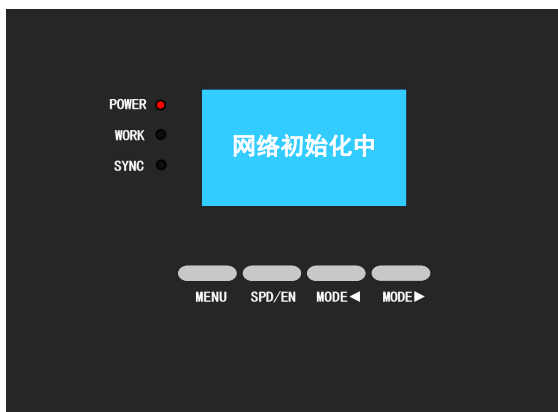 POWER
WORK
SYNC
网络初始化中
MENU SPD/EN MODE◀ MODE▶